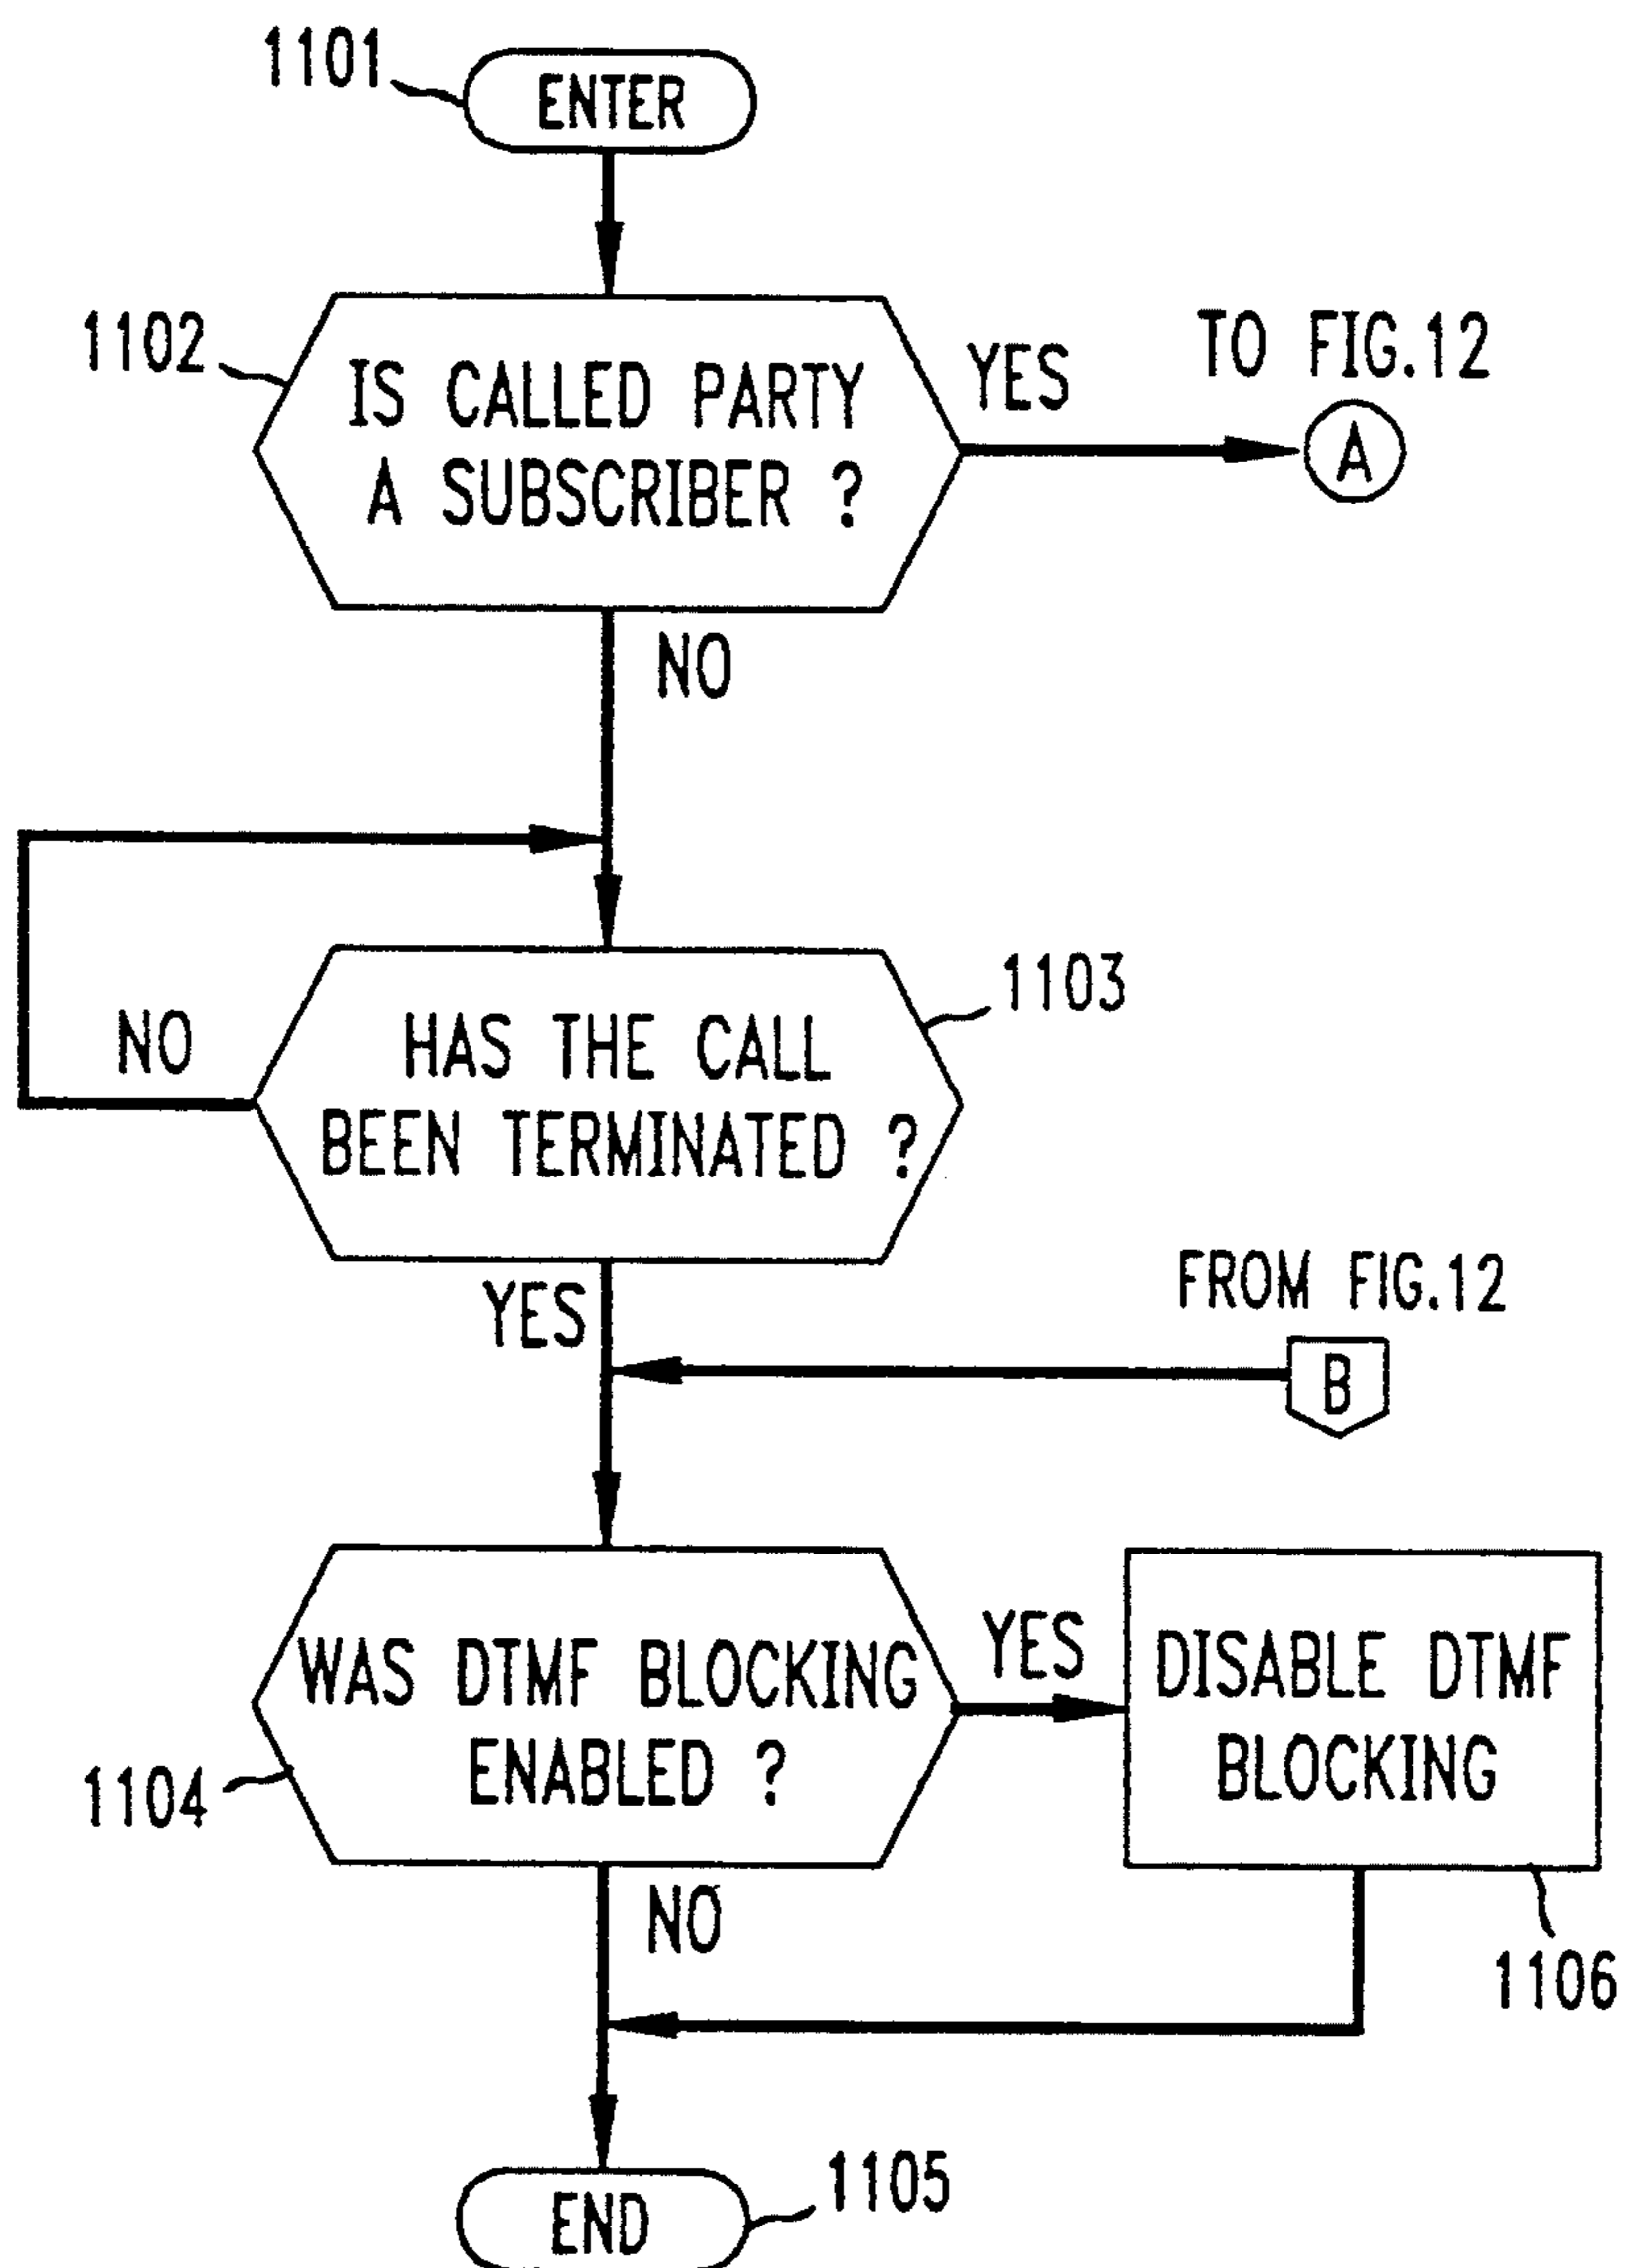 1101
ENTER
1102
IS CALLED PARTY
A SUBSCRIBER ?
YES
TO FIG.12
A
NO
1103
NO
HAS THE CALL
BEEN TERMINATED ?
YES
FROM FIG.12
B
WAS DTMF BLOCKING
ENABLED ?
1104
YES
DISABLE DTMF
BLOCKING
NO
1106
1105
END